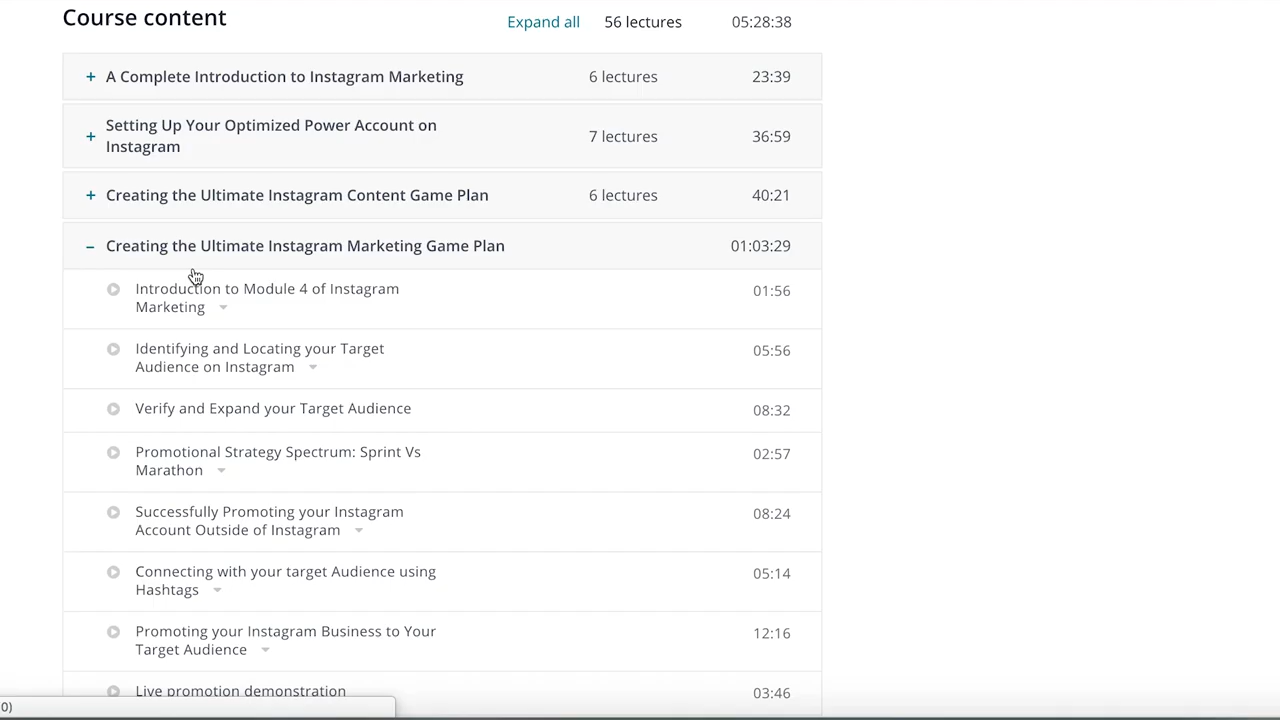 Course content
Expand all 56 lectures 05:28:38
+ A Complete Introduction to Instagram Marketing 6 lectures 23:39
+ Setting Up Your Optimized Power Account on
Instagram 7 lectures 36:59
+ Creating the Ultimate Instagram Content Game Plan 6 lectures 40:21
– Creating the Ultimate Instagram Marketing Game Plan 01:03:29
Introduction to Module 4 of Instagram
Marketing 01:56
Identifying and Locating your Target
Audience on Instagram 05:56
Verify and Expand your Target Audience 08:32
Promotional Strategy Spectrum: Sprint Vs
Marathon 02:57
Successfully Promoting your Instagram
Account Outside of Instagram 08:24
Connecting with your target Audience using
Hashtags 05:14
Promoting your Instagram Business to Your
Target Audience 12:16
Live promotion demonstration 03:46
0)